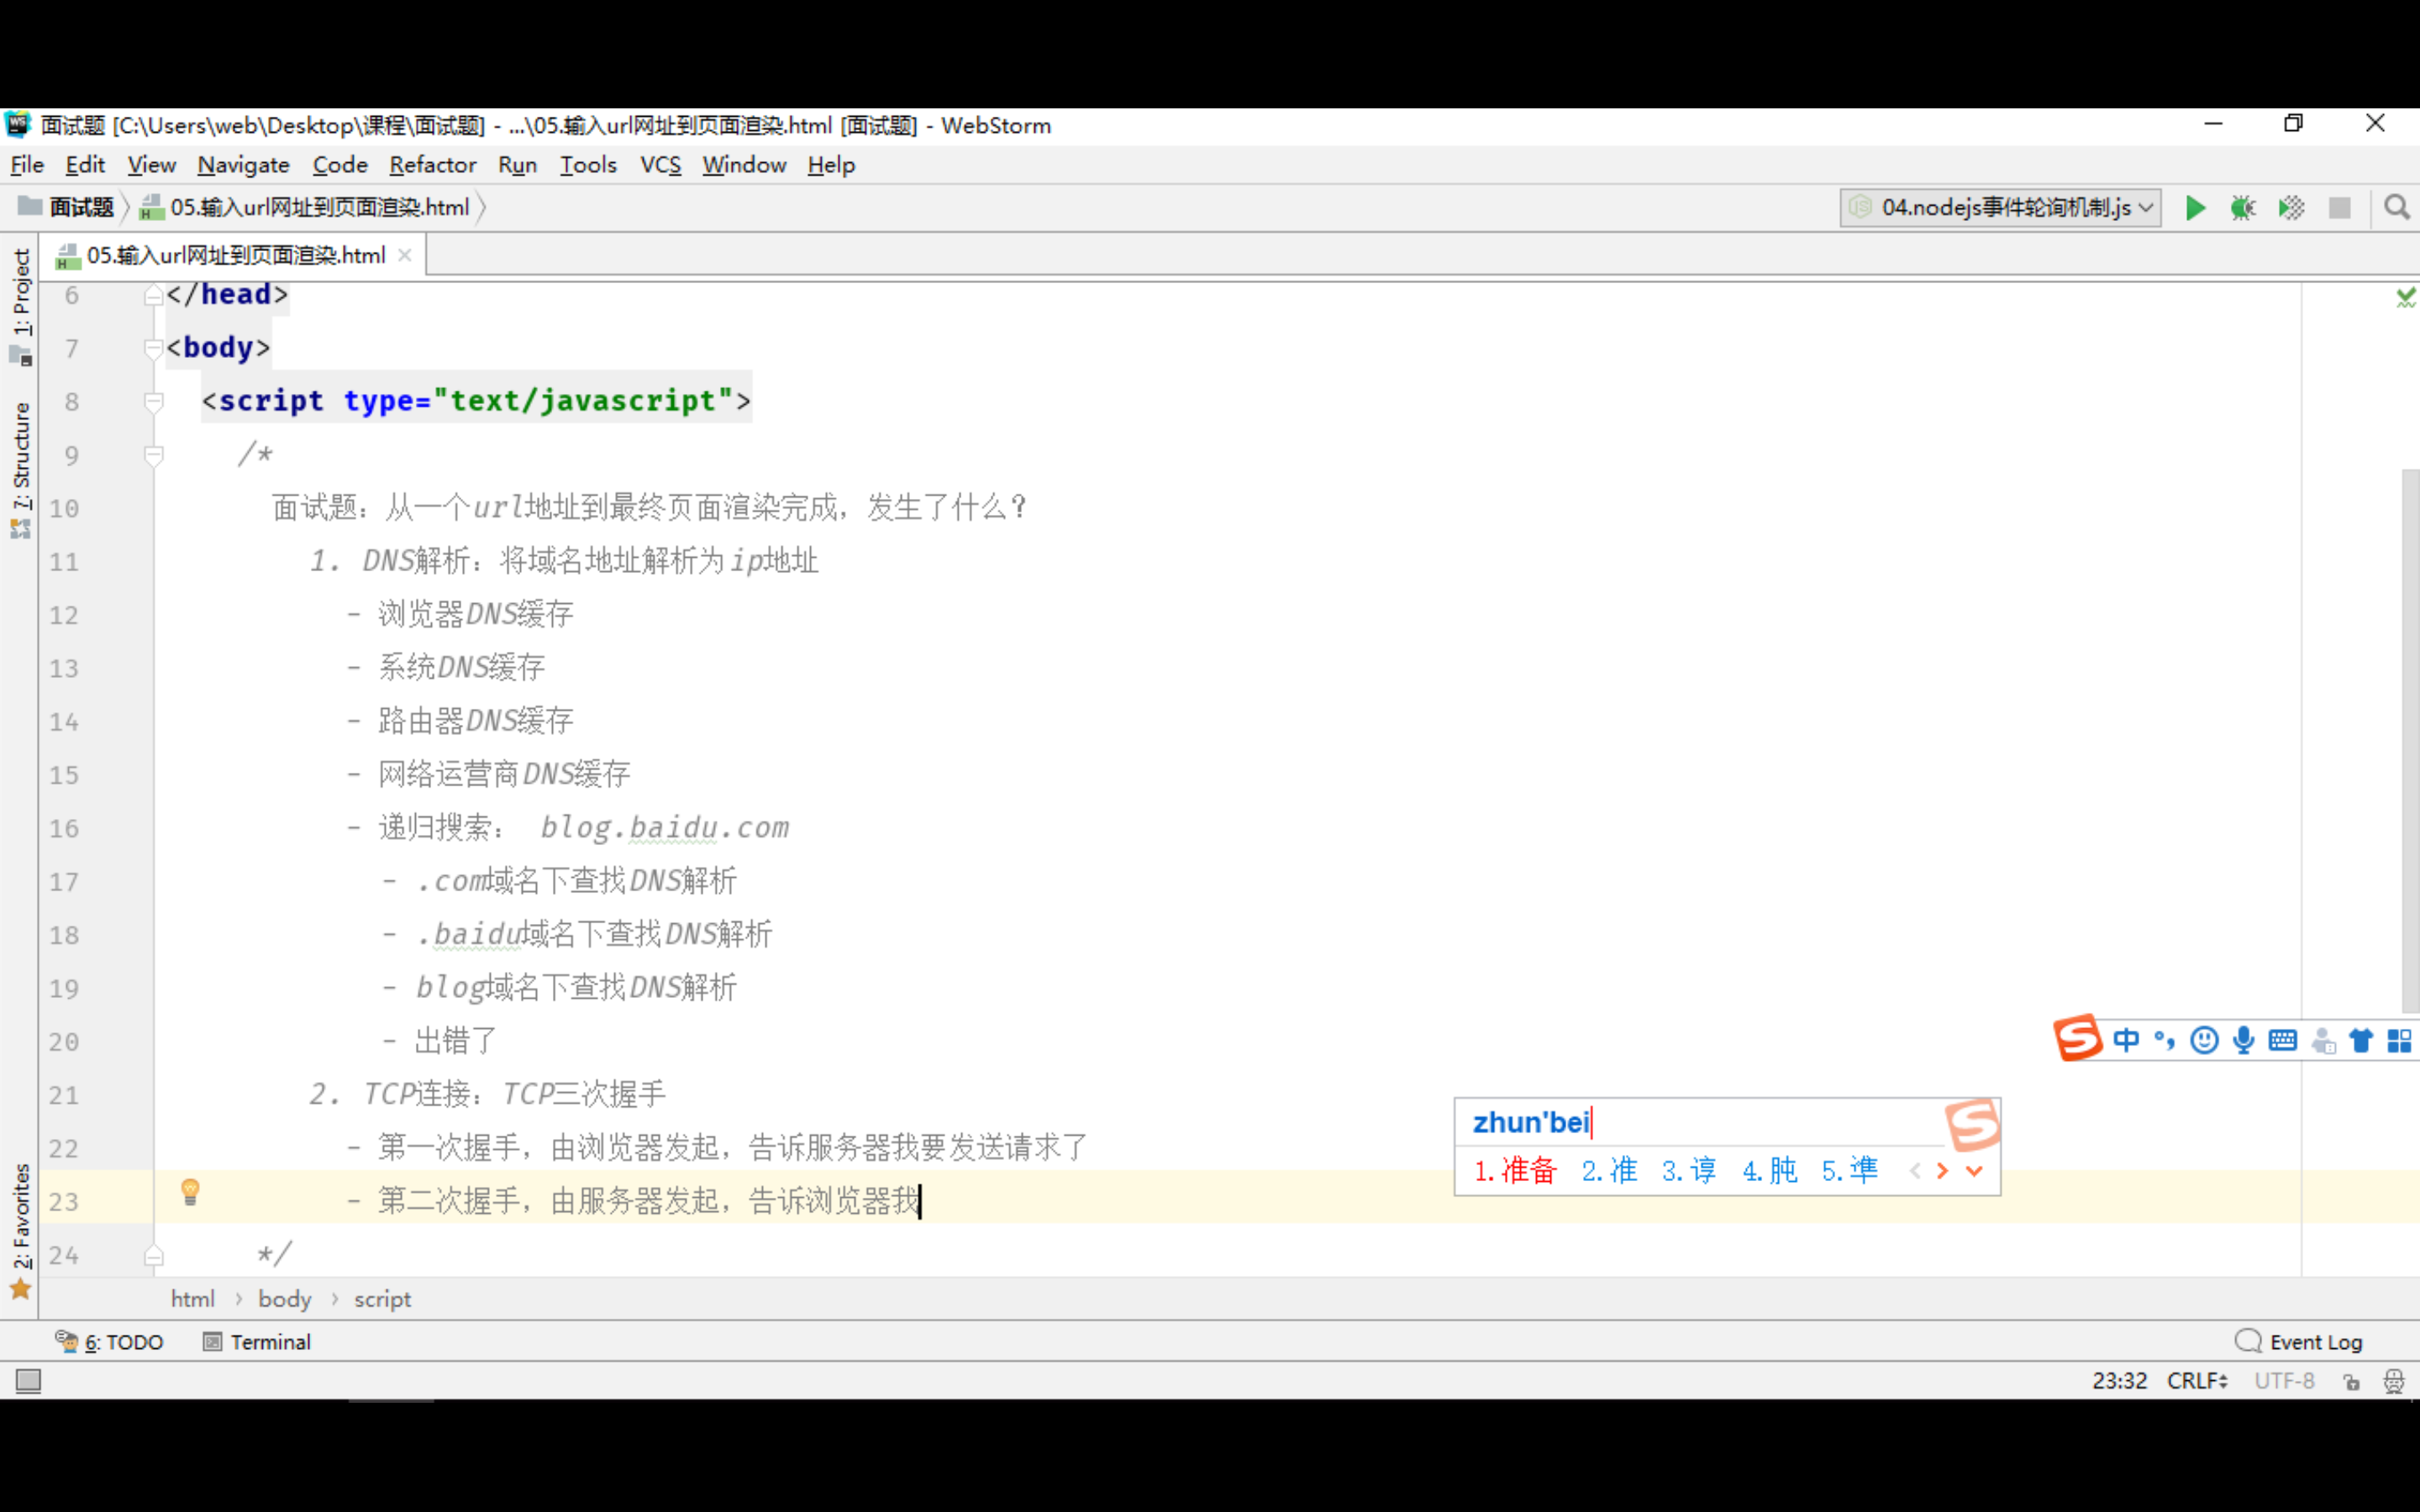 面试题 [C:\Users\web\Desktop\课程\面试题] - ...\05.输入url网址到页面渲染.html [面试题] - WebStorm
File Edit View Navigate Code Refactor Run Tools VCS Window Help
面试题 05.输入url网址到页面渲染.html 04.nodejs事件轮询机制.js
05.输入url网址到页面渲染.html
1: Project
7: Structure
2: Favorites
6 </head>
7 <body>
8 <script type="text/javascript">
9 /*
10 面试题：从一个url地址到最终页面渲染完成，发生了什么？
11 1. DNS解析：将域名地址解析为ip地址
12 - 浏览器DNS缓存
13 - 系统DNS缓存
14 - 路由器DNS缓存
15 - 网络运营商DNS缓存
16 - 递归搜索： blog.baidu.com
17 - .com域名下查找DNS解析
18 - .baidu域名下查找DNS解析
19 - blog域名下查找DNS解析
20 - 出错了
21 2. TCP连接：TCP三次握手
22 - 第一次握手，由浏览器发起，告诉服务器我要发送请求了
23 - 第二次握手，由服务器发起，告诉浏览器我
24 */
中
zhun'bei
1.准备 2.准 3.谆 4.肫 5.準
html › body › script
6: TODO Terminal Event Log
23:32 CRLF UTF-8